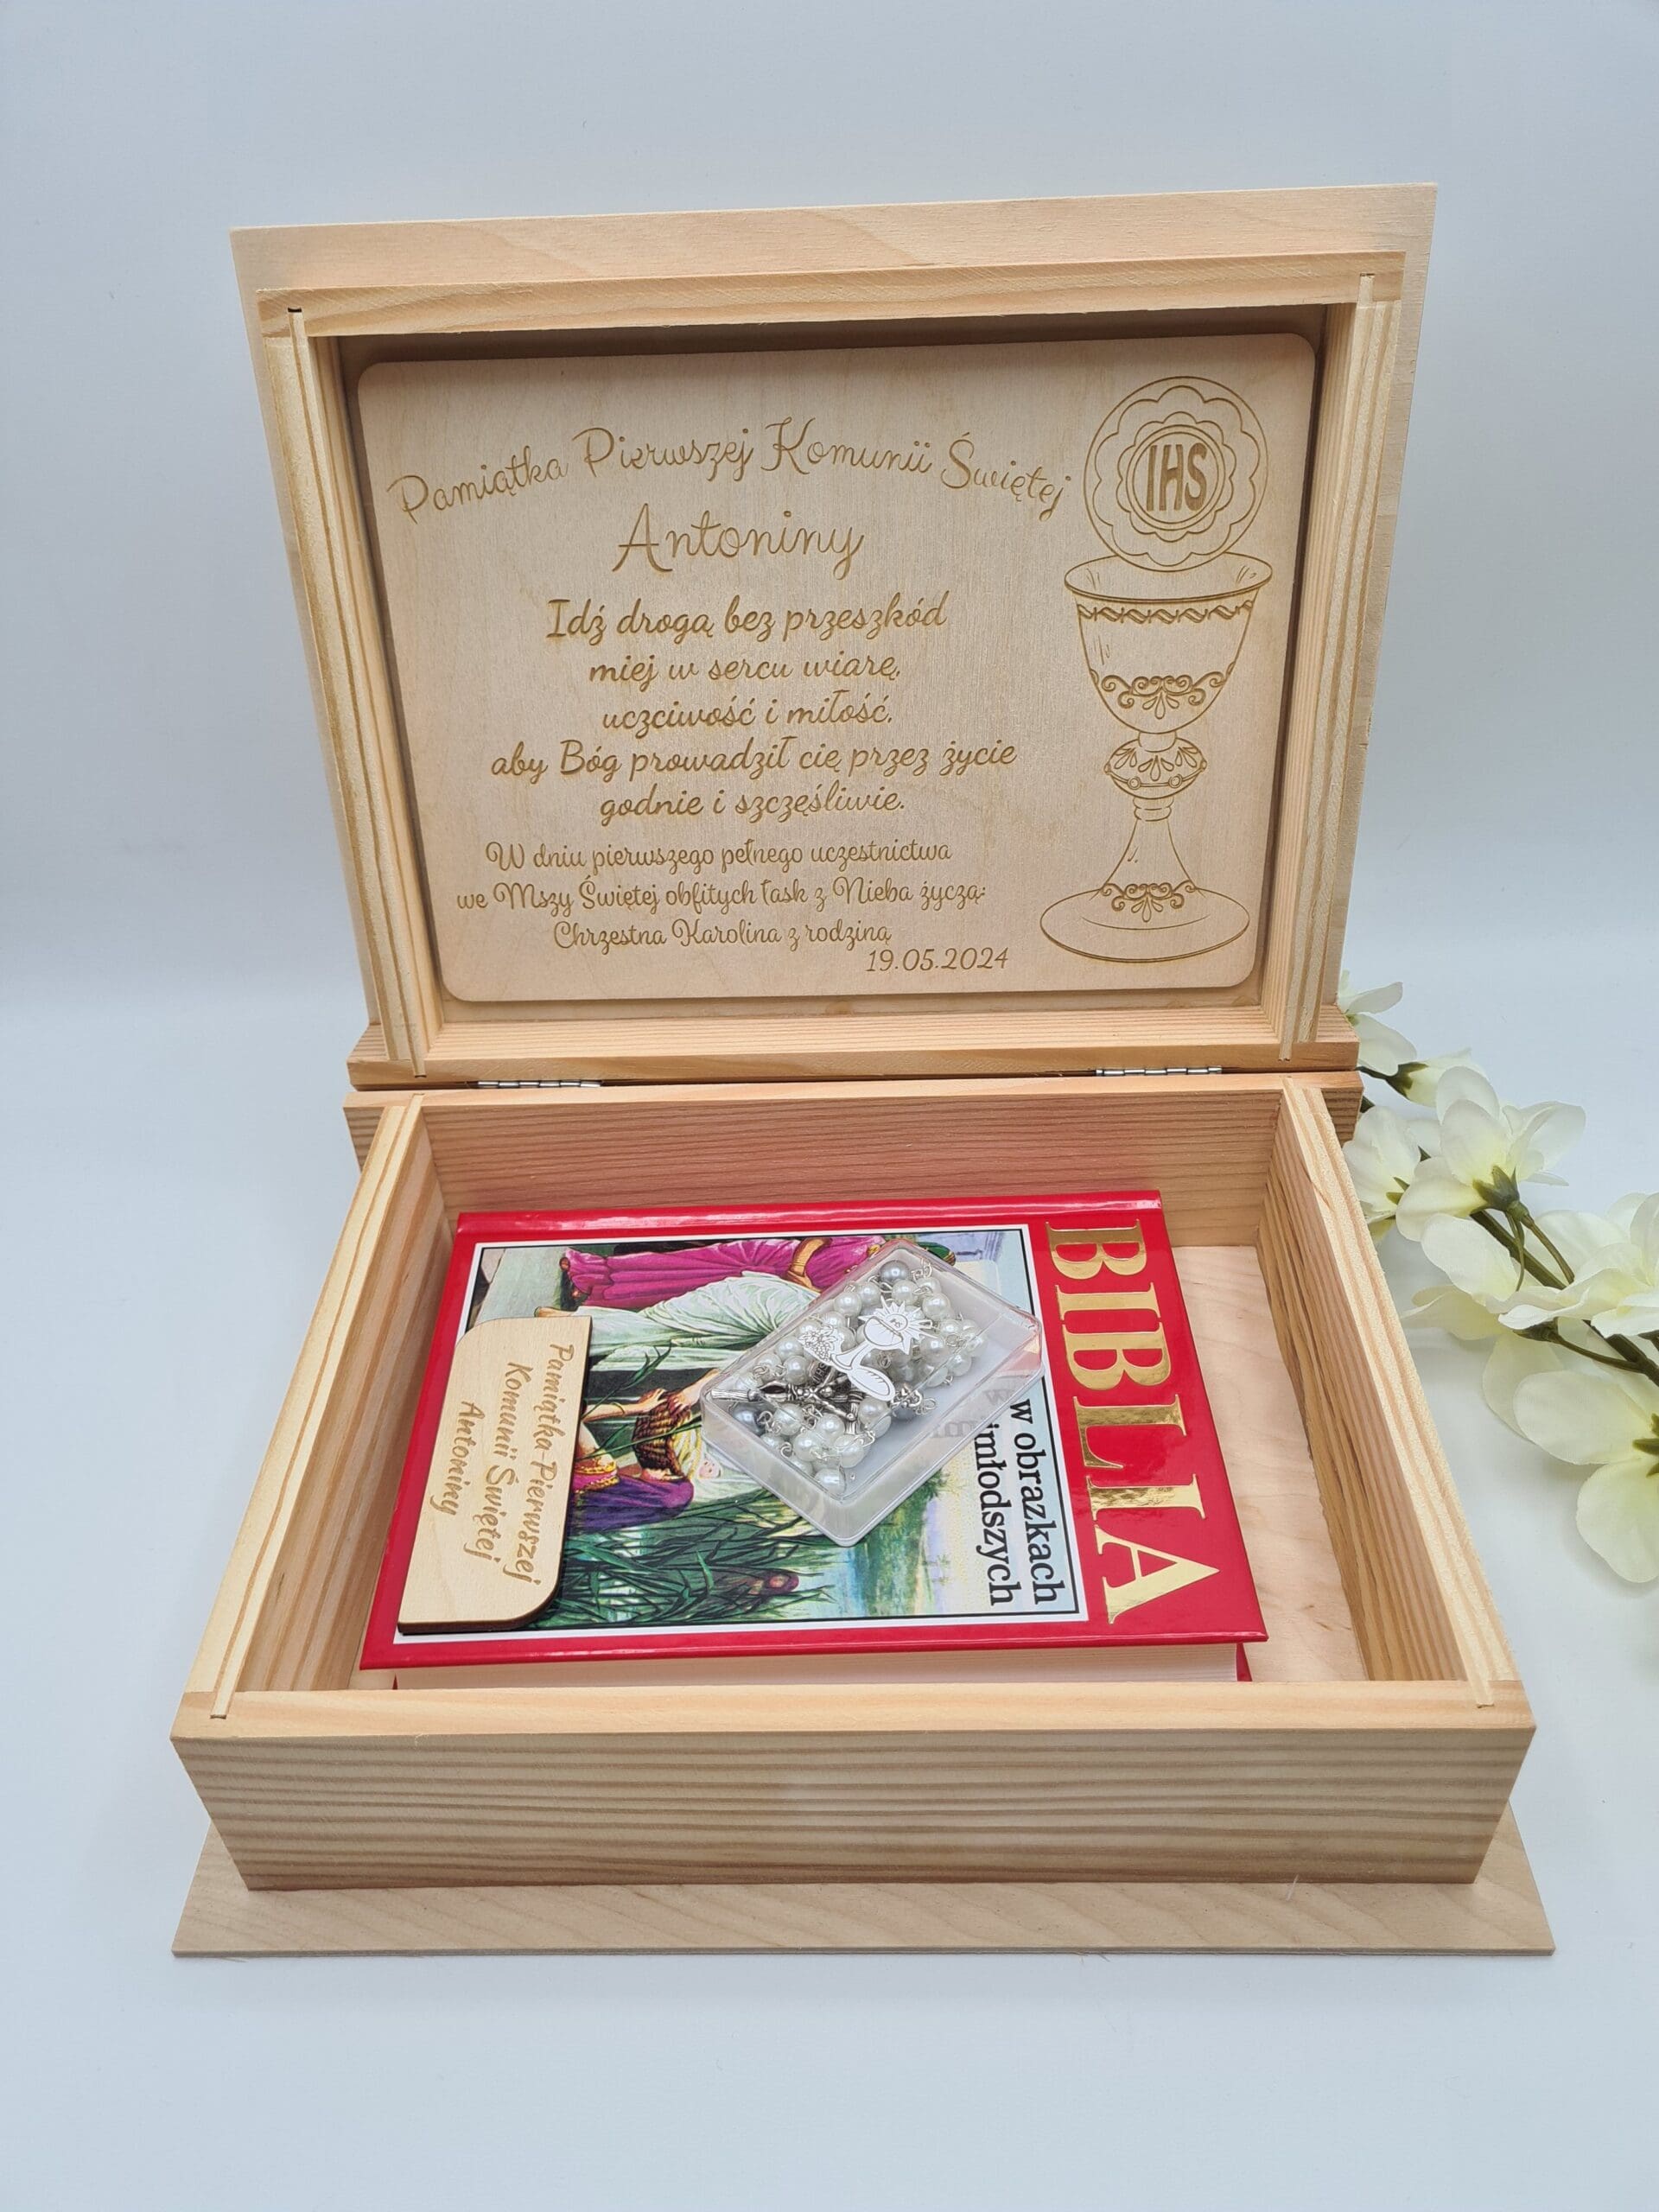 Pamiątka Pierwszej Komunii Świętej
Antoniny
IHS
Idź drogą bez przeszkód
miej w sercu wiarę,
uczciwość i miłość,
aby Bóg prowadził cię przez życie
godnie i szczęśliwie.
W dniu pierwszego pełnego uczestnictwa
we Mszy Świętej obfitych łask z Nieba życzą:
Chrzestna Karolina z rodziną
19.05.2024
BIBLIA
w obrazkach
Pamiątka Pierwszej
Komunii Świętej
Antoniny